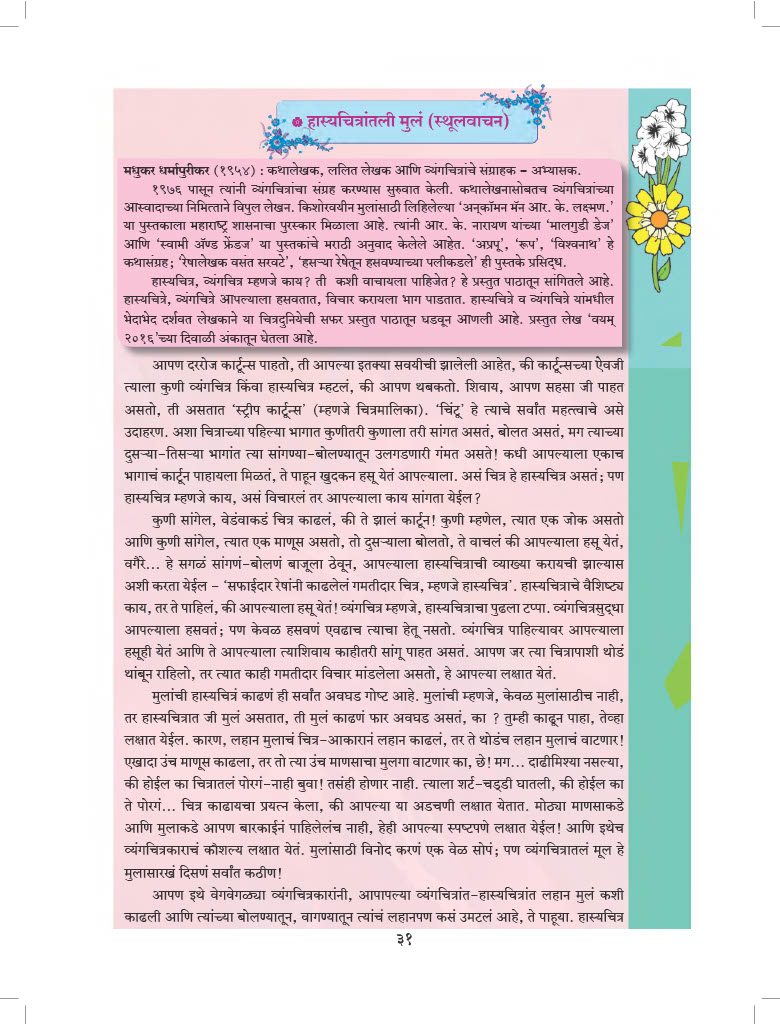 हास्यचित्रांतली मुलं (स्थूलवाचन)
मधुकर धर्मापुरीकर (१९५४) : कथालेखक, ललित लेखक आणि व्यंगचित्रांचे संग्राहक – अभ्यासक.
१९७६ पासून त्यांनी व्यंगचित्रांचा संग्रह करण्यास सुरुवात केली. कथालेखनासोबतच व्यंगचित्रांच्या
आस्वादाच्या निमित्ताने विपुल लेखन. किशोरवयीन मुलांसाठी लिहिलेल्या ‘अन्कॉमन मॅन आर. के. लक्ष्मण.’
या पुस्तकाला महाराष्ट्र शासनाचा पुरस्कार मिळाला आहे. त्यांनी आर. के. नारायण यांच्या ‘मालगुडी डेज’
आणि ‘स्वामी ॲण्ड फ्रेंडज’ या पुस्तकांचे मराठी अनुवाद केलेले आहेत. ‘अप्रूप’, ‘रूप’, ‘विश्वनाथ’ हे
कथासंग्रह; ‘रेषालेखक वसंत सरवटे’, ‘हसऱ्या रेषेतून हसवण्याच्या पलीकडले’ ही पुस्तके प्रसिद्ध.
हास्यचित्र, व्यंगचित्र म्हणजे काय? ती कशी वाचायला पाहिजेत? हे प्रस्तुत पाठातून सांगितले आहे.
हास्यचित्रे, व्यंगचित्रे आपल्याला हसवतात, विचार करायला भाग पाडतात. हास्यचित्रे व व्यंगचित्रे यांमधील
भेदाभेद दर्शवत लेखकाने या चित्रदुनियेची सफर प्रस्तुत पाठातून घडवून आणली आहे. प्रस्तुत लेख ‘वयम्
२०१६’च्या दिवाळी अंकातून घेतला आहे.
आपण दररोज कार्टून्स पाहतो, ती आपल्या इतक्या सवयीची झालेली आहेत, की कार्टून्सच्या ऐवजी
त्याला कुणी व्यंगचित्र किंवा हास्यचित्र म्हटलं, की आपण थबकतो. शिवाय, आपण सहसा जी पाहत
असतो, ती असतात ‘स्ट्रीप कार्टून्स’ (म्हणजे चित्रमालिका). ‘चिंटू’ हे त्याचे सर्वांत महत्त्वाचे असे
उदाहरण. अशा चित्राच्या पहिल्या भागात कुणीतरी कुणाला तरी सांगत असतं, बोलत असतं, मग त्याच्या
दुसऱ्या–तिसऱ्या भागांत त्या सांगण्या–बोलण्यातून उलगडणारी गंमत असते! कधी आपल्याला एकाच
भागाचं कार्टून पाहायला मिळतं, ते पाहून खुदकन हसू येतं आपल्याला. असं चित्र हे हास्यचित्र असतं; पण
हास्यचित्र म्हणजे काय, असं विचारलं तर आपल्याला काय सांगता येईल?
कुणी सांगेल, वेडंवाकडं चित्र काढलं, की ते झालं कार्टून! कुणी म्हणेल, त्यात एक जोक असतो
आणि कुणी सांगेल, त्यात एक माणूस असतो, तो दुसऱ्याला बोलतो, ते वाचलं की आपल्याला हसू येतं,
वगैरे... हे सगळं सांगणं–बोलणं बाजूला ठेवून, आपल्याला हास्यचित्राची व्याख्या करायची झाल्यास
अशी करता येईल – ‘सफाईदार रेषांनी काढलेलं गमतीदार चित्र, म्हणजे हास्यचित्र’. हास्यचित्राचे वैशिष्ट्य
काय, तर ते पाहिलं, की आपल्याला हसू येतं! व्यंगचित्र म्हणजे, हास्यचित्राचा पुढला टप्पा. व्यंगचित्रसुद्धा
आपल्याला हसवतं; पण केवळ हसवणं एवढाच त्याचा हेतू नसतो. व्यंगचित्र पाहिल्यावर आपल्याला
हसूही येतं आणि ते आपल्याला त्याशिवाय काहीतरी सांगू पाहत असतं. आपण जर त्या चित्रापाशी थोडं
थांबून राहिलो, तर त्यात काही गमतीदार विचार मांडलेला असतो, हे आपल्या लक्षात येतं.
मुलांची हास्यचित्रं काढणं ही सर्वांत अवघड गोष्ट आहे. मुलांची म्हणजे, केवळ मुलांसाठीच नाही,
तर हास्यचित्रात जी मुलं असतात, ती मुलं काढणं फार अवघड असतं, का ? तुम्ही काढून पाहा, तेव्हा
लक्षात येईल. कारण, लहान मुलाचं चित्र–आकारानं लहान काढलं, तर ते थोडंच लहान मुलाचं वाटणार!
एखादा उंच माणूस काढला, तर तो त्या उंच माणसाचा मुलगा वाटणार का, छे! मग... दाढीमिश्या नसल्या,
की होईल का चित्रातलं पोरगं–नाही बुवा! तसंही होणार नाही. त्याला शर्ट–चड्डी घातली, की होईल का
ते पोरगं... चित्र काढायचा प्रयत्न केला, की आपल्या या अडचणी लक्षात येतात. मोठ्या माणसाकडे
आणि मुलाकडे आपण बारकाईनं पाहिलेलंच नाही, हेही आपल्या स्पष्टपणे लक्षात येईल! आणि इथेच
व्यंगचित्रकाराचं कौशल्य लक्षात येतं. मुलांसाठी विनोद करणं एक वेळ सोपं; पण व्यंगचित्रातलं मूल हे
मुलासारखं दिसणं सर्वांत कठीण!
आपण इथे वेगवेगळ्या व्यंगचित्रकारांनी, आपापल्या व्यंगचित्रांत–हास्यचित्रांत लहान मुलं कशी
काढली आणि त्यांच्या बोलण्यातून, वागण्यातून त्यांचं लहानपण कसं उमटलं आहे, ते पाहूया. हास्यचित्र
३१